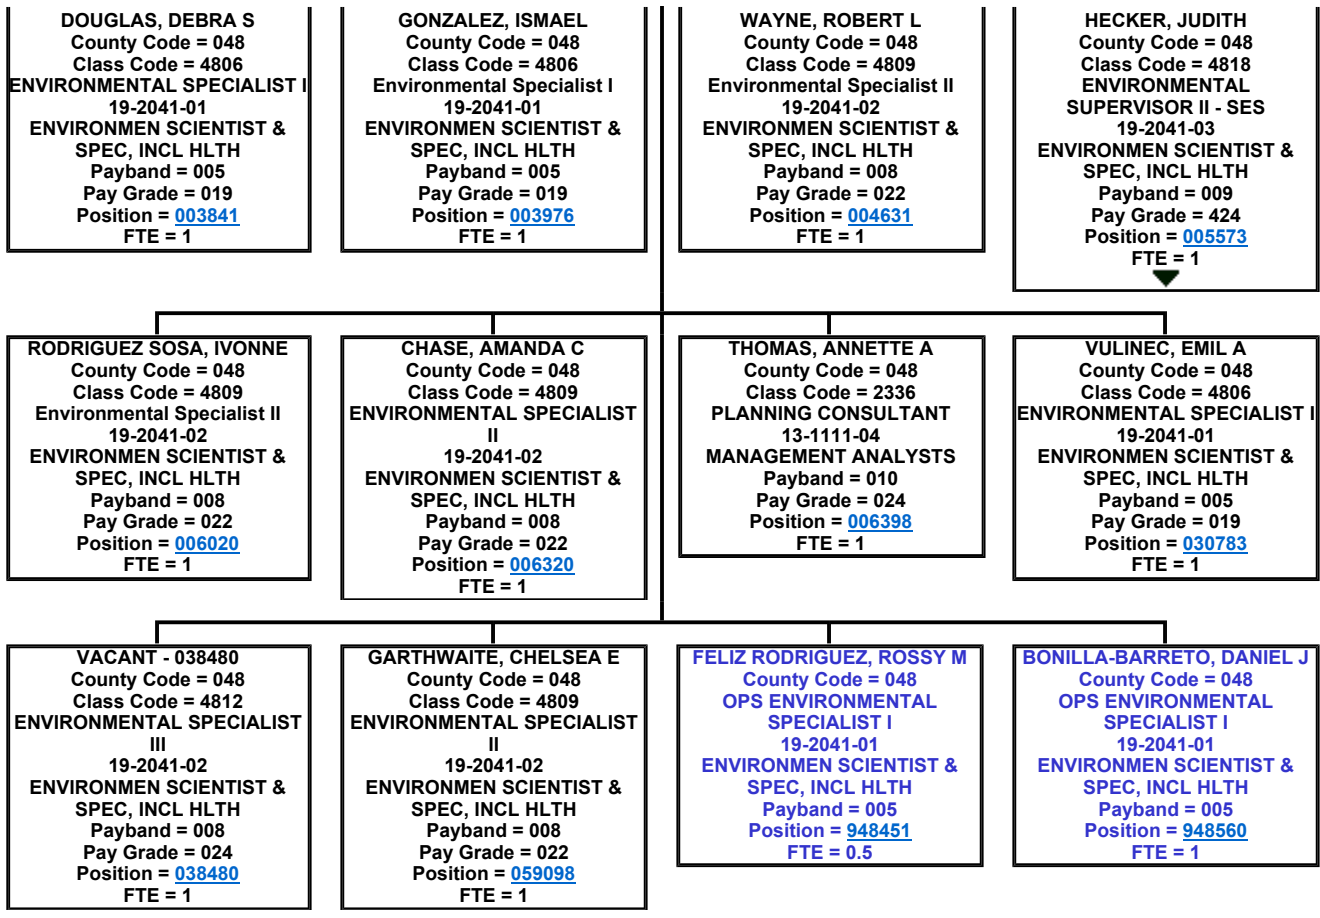 DOUGLAS, DEBRA S
County Code = 048
Class Code = 4806
ENVIRONMENTAL SPECIALIST I
19-2041-01
ENVIRONMEN SCIENTIST &
SPEC, INCL HLTH
Payband = 005
Pay Grade = 019
Position = 003841
FTE = 1
GONZALEZ, ISMAEL
County Code = 048
Class Code = 4806
Environmental Specialist I
19-2041-01
ENVIRONMEN SCIENTIST &
SPEC, INCL HLTH
Payband = 005
Pay Grade = 019
Position = 003976
FTE = 1
WAYNE, ROBERT L
County Code = 048
Class Code = 4809
Environmental Specialist II
19-2041-02
ENVIRONMEN SCIENTIST &
SPEC, INCL HLTH
Payband = 008
Pay Grade = 022
Position = 004631
FTE = 1
HECKER, JUDITH
County Code = 048
Class Code = 4818
ENVIRONMENTAL
SUPERVISOR II - SES
19-2041-03
ENVIRONMEN SCIENTIST &
SPEC, INCL HLTH
Payband = 009
Pay Grade = 424
Position = 005573
FTE = 1
RODRIGUEZ SOSA, IVONNE
County Code = 048
Class Code = 4809
Environmental Specialist II
19-2041-02
ENVIRONMEN SCIENTIST &
SPEC, INCL HLTH
Payband = 008
Pay Grade = 022
Position = 006020
FTE = 1
CHASE, AMANDA C
County Code = 048
Class Code = 4809
ENVIRONMENTAL SPECIALIST
II
19-2041-02
ENVIRONMEN SCIENTIST &
SPEC, INCL HLTH
Payband = 008
Pay Grade = 022
Position = 006320
FTE = 1
THOMAS, ANNETTE A
County Code = 048
Class Code = 2336
PLANNING CONSULTANT
13-1111-04
MANAGEMENT ANALYSTS
Payband = 010
Pay Grade = 024
Position = 006398
FTE = 1
VULINEC, EMIL A
County Code = 048
Class Code = 4806
ENVIRONMENTAL SPECIALIST I
19-2041-01
ENVIRONMEN SCIENTIST &
SPEC, INCL HLTH
Payband = 005
Pay Grade = 019
Position = 030783
FTE = 1
VACANT - 038480
County Code = 048
Class Code = 4812
ENVIRONMENTAL SPECIALIST
III
19-2041-02
ENVIRONMEN SCIENTIST &
SPEC, INCL HLTH
Payband = 008
Pay Grade = 024
Position = 038480
FTE = 1
GARTHWAITE, CHELSEA E
County Code = 048
Class Code = 4809
ENVIRONMENTAL SPECIALIST
II
19-2041-02
ENVIRONMEN SCIENTIST &
SPEC, INCL HLTH
Payband = 008
Pay Grade = 022
Position = 059098
FTE = 1
FELIZ RODRIGUEZ, ROSSY M
County Code = 048
OPS ENVIRONMENTAL
SPECIALIST I
19-2041-01
ENVIRONMEN SCIENTIST &
SPEC, INCL HLTH
Payband = 005
Position = 948451
FTE = 0.5
BONILLA-BARRETO, DANIEL J
County Code = 048
OPS ENVIRONMENTAL
SPECIALIST I
19-2041-01
ENVIRONMEN SCIENTIST &
SPEC, INCL HLTH
Payband = 005
Position = 948560
FTE = 1